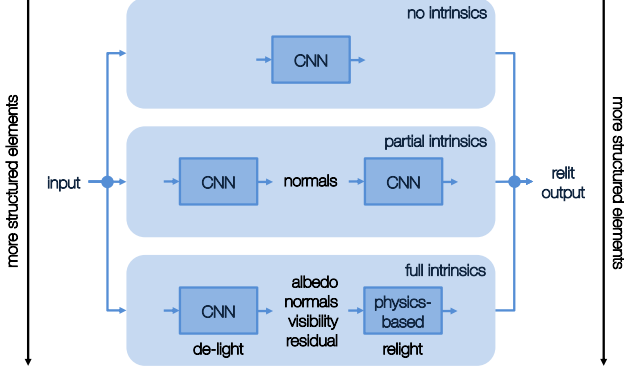 more structured elements
input
no intrinsics
CNN
partial intrinsics
CNN
normals
CNN
full intrinsics
CNN
de-light
albedo
normals
visibility
residual
physics-
based
relight
relit
output
more structured elements